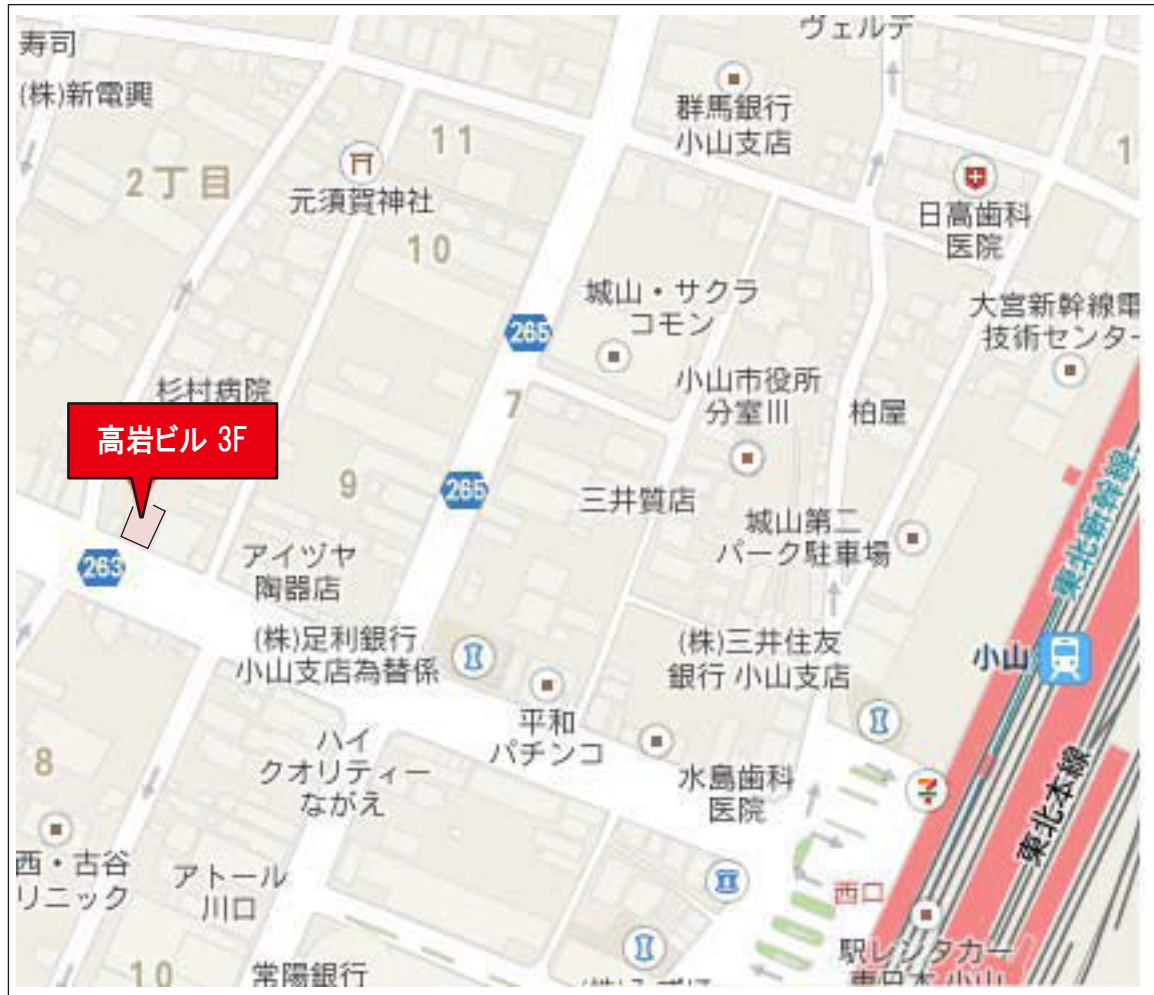 ヴェルデ
寿司
(株)新電興
群馬銀行
小山支店
11
1
2丁目
元須賀神社
日高歯科
医院
10
城山・サクラ
コモン
大宮新幹線電
技術センター
265
小山市役所
分室III
杉村病院
7
柏屋
高岩ビル 3F
265
9
三井質店
城山第二
パーク駐車場
東北新幹線
263
アイヅヤ
陶器店
(株)足利銀行
小山支店為替係
(株)三井住友
銀行 小山支店
小山
平和
パチンコ
ハイ
クオリティー
ながえ
8
水島歯科
医院
東北本線
西・古谷
リニック
アトール
川口
西口
駅レンタカー
東日本 小山
10
常陽銀行